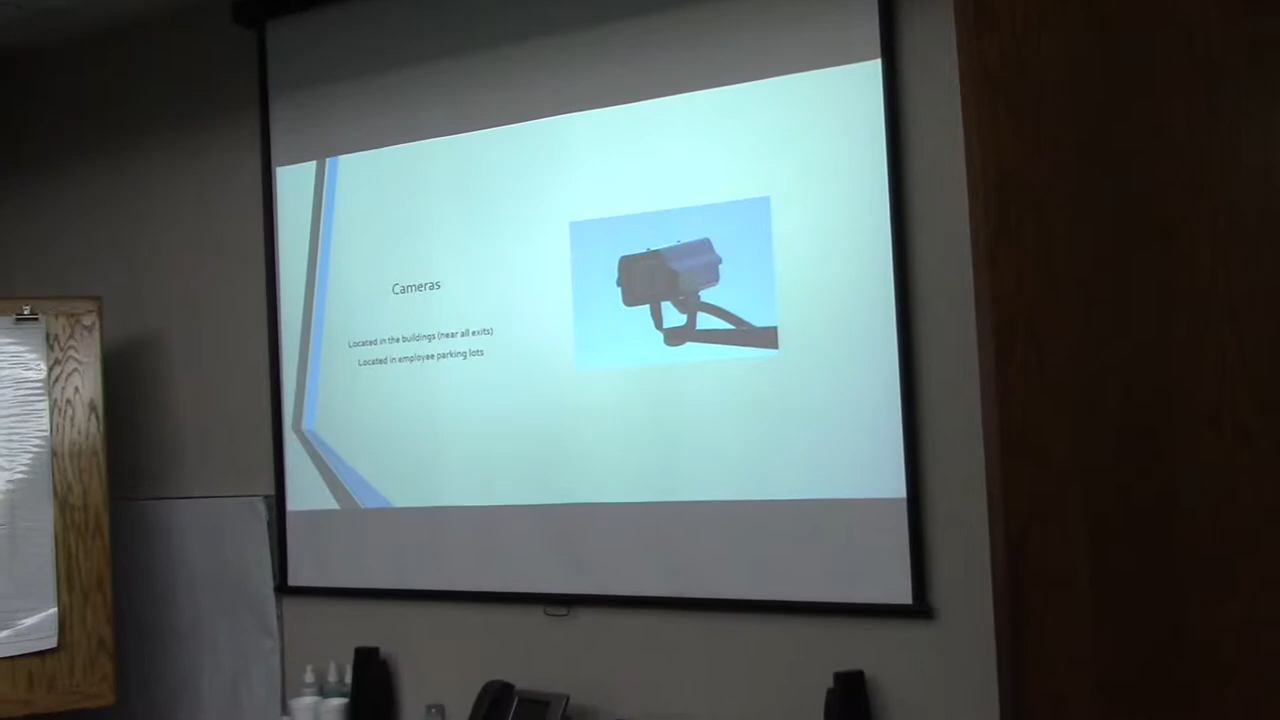 Cameras
Located in the buildings (near all exits)
Located in employee parking lots